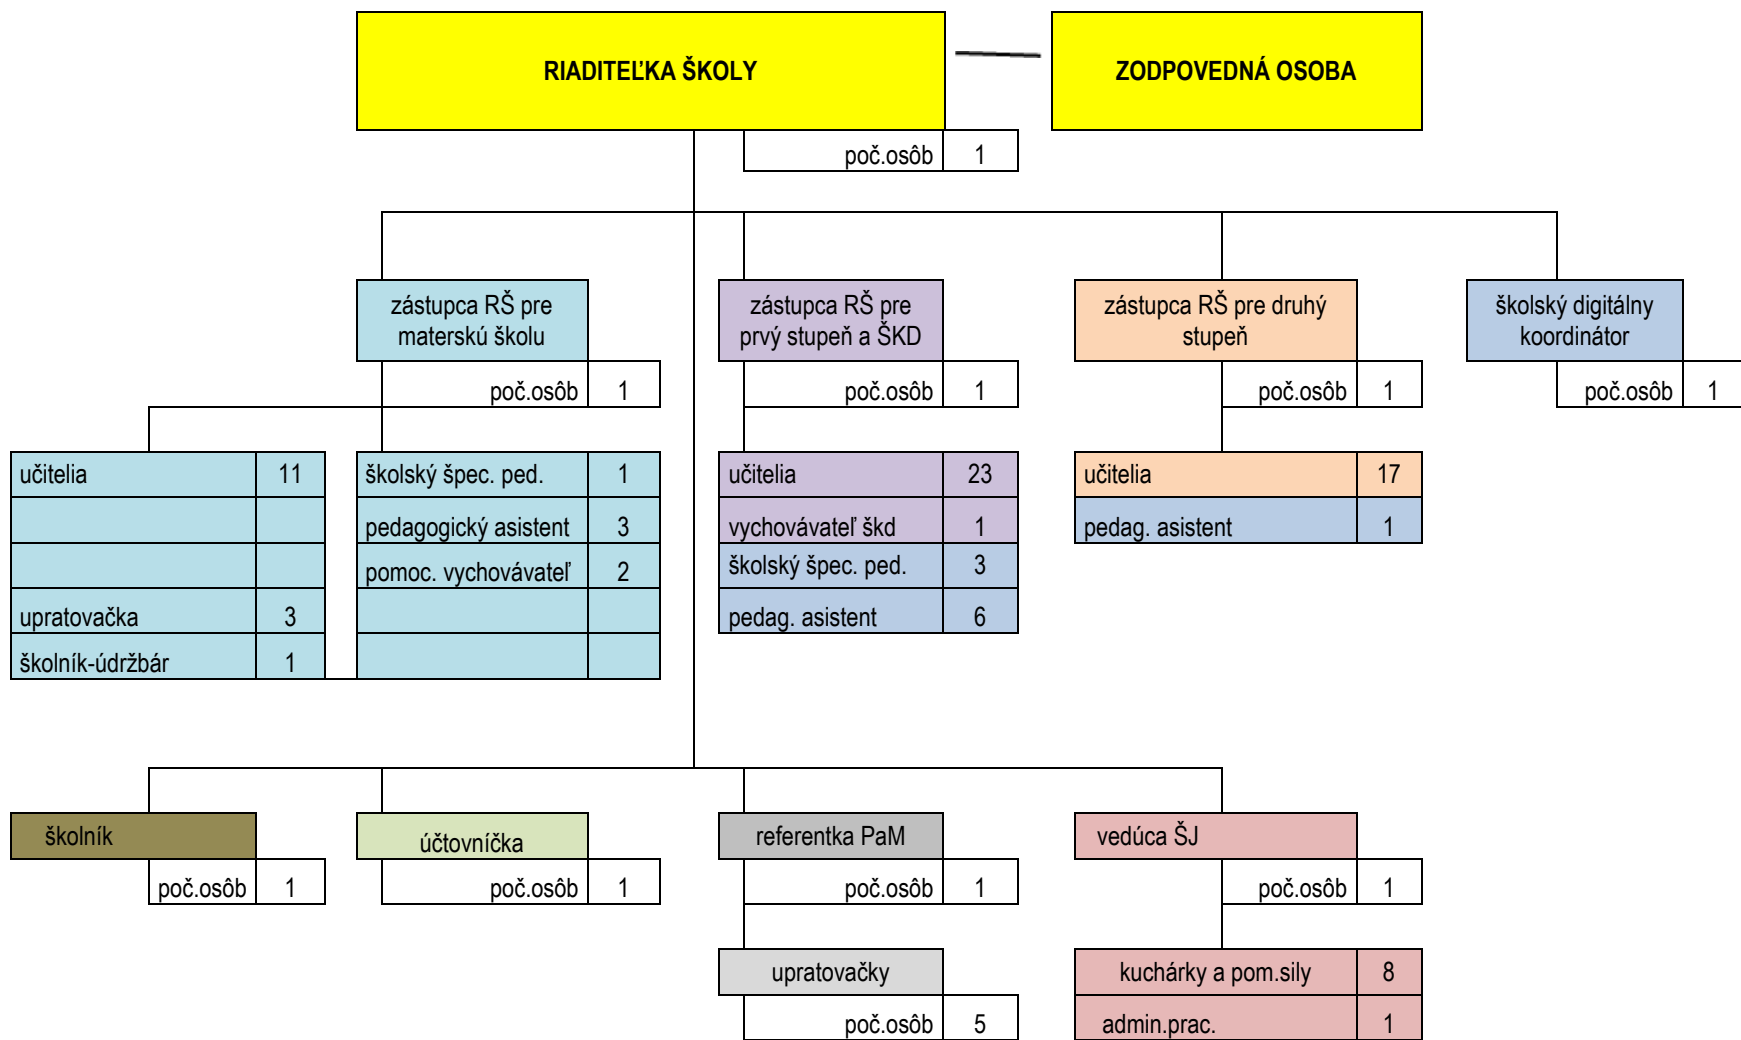 RIADITEĽKA ŠKOLY
ZODPOVEDNÁ OSOBA
poč.osôb 1
zástupca RŠ pre
materskú školu
poč.osôb 1
zástupca RŠ pre
prvý stupeň a ŠKD
poč.osôb 1
zástupca RŠ pre druhý
stupeň
poč.osôb 1
školský digitálny
koordinátor
poč.osôb 1
učitelia 11
upratovačka 3
školník-údržbár 1
školský špec. ped. 1
pedagogický asistent 3
pomoc. vychovávateľ 2
učitelia 23
vychovávateľ škd 1
školský špec. ped. 3
pedag. asistent 6
učitelia 17
pedag. asistent 1
školník
poč.osôb 1
účtovníčka
poč.osôb 1
referentka PaM
poč.osôb 1
upratovačky
poč.osôb 5
vedúca ŠJ
poč.osôb 1
kuchárky a pom.sily 8
admin.prac. 1